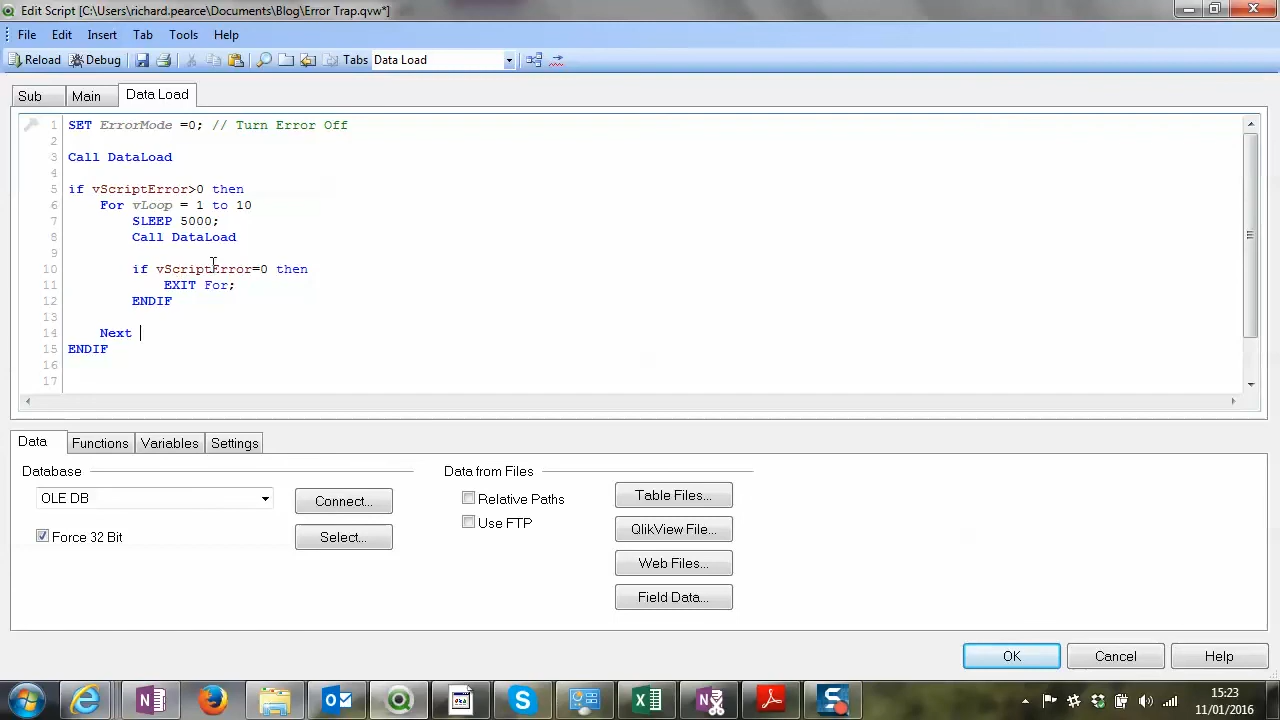 Edit Script [C:\Users\richard.pearce\Documents\Blog\Error Trap.qvw*]
File Edit Insert Tab Tools Help
Reload Debug Tabs Data Load
Sub Main Data Load
1 SET ErrorMode =0; // Turn Error Off
2
3 Call DataLoad
4
5 if vScriptError>0 then
6 For vLoop = 1 to 10
7 SLEEP 5000;
8 Call DataLoad
9
10 if vScriptError=0 then
11 EXIT For;
12 ENDIF
13
14 Next
15 ENDIF
16
17
Data Functions Variables Settings
Database Data from Files
OLE DB Connect... Relative Paths Table Files...
Use FTP QlikView File...
Force 32 Bit Select... Web Files...
Field Data...
OK Cancel Help
15:23
11/01/2016